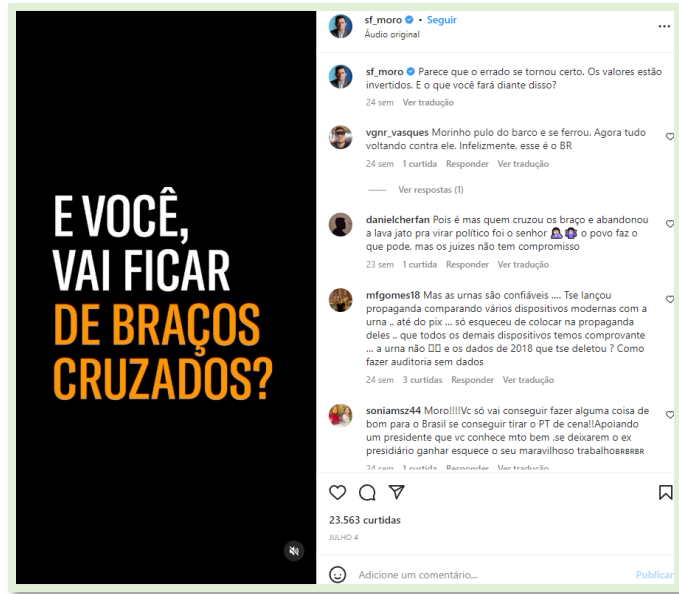 E VOCÊ,
VAI FICAR
DE BRAÇOS
CRUZADOS?
sf_moro • Seguir
Áudio original
sf_moro Parece que o errado se tornou certo. Os valores estão
invertidos. E o que você fará diante disso?
24 sem Ver tradução
vgnr_vasques Morinho pulo do barco e se ferrou. Agora tudo
voltando contra ele. Infelizmente, esse é o BR
24 sem 1 curtida Responder Ver tradução
Ver respostas (1)
danielcherfan Pois é mas quem cruzou os braço e abandonou
a lava jato pra virar político foi o senhor 🤦🏻‍♀️ 🤷🏻‍♀️ o povo faz o
que pode, mas os juizes não tem compromisso
23 sem 1 curtida Responder Ver tradução
mfgomes18 Mas as urnas são confiáveis .... Tse lançou
propaganda comparando vários dispositivos modernas com a
urna .. até do pix ... só esqueceu de colocar na propaganda
deles .. que todos os demais dispositivos temos comprovante
... a urna não e os dados de 2018 que tse deletou ? Como
fazer auditoria sem dados
24 sem 3 curtidas Responder Ver tradução
soniamsz44 Moro!!!!Vc só vai conseguir fazer alguma coisa de
bom para o Brasil se conseguir tirar o PT de cena!!Apoiando
um presidente que vc conhece mto bem ,se deixarem o ex
presidiário ganhar esquece o seu maravilhoso trabalhoʙʀʙʀʙʀ
24 sem 1 curtida Responder Ver tradução
23.563 curtidas
JULHO 4
Adicione um comentário...
Publicar